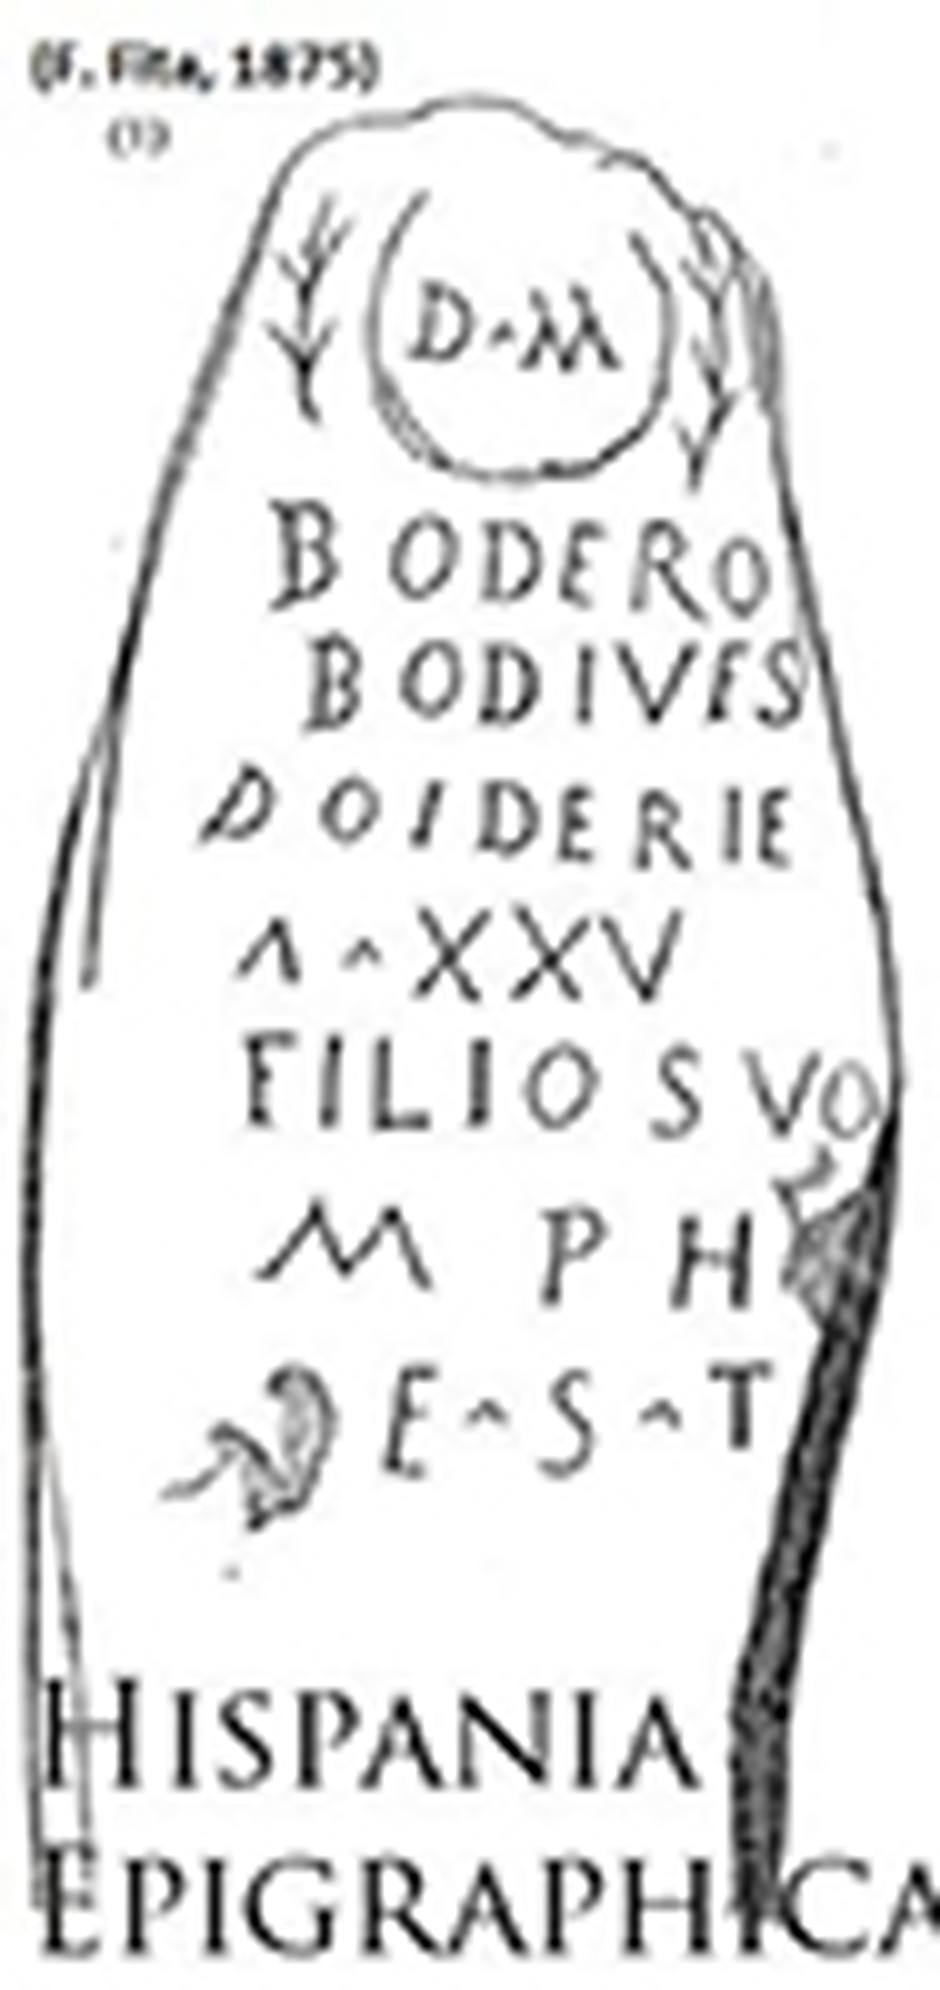 (F. Fita, 1875)
(1)
D^M
BODERO
BODIVES
DOIDERIE
Λ^XXV
FILIO SVO
M P H
E^S^T
HISPANIA
EPIGRAPHICA